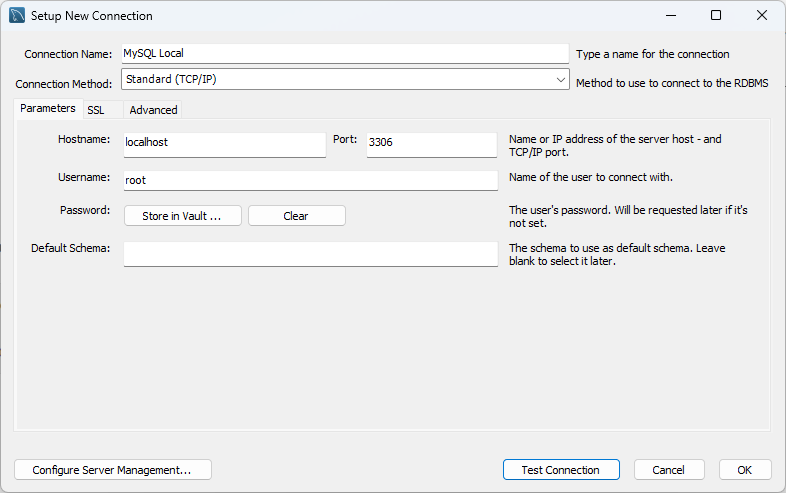 Setup New Connection
Connection Name: MySQL Local Type a name for the connection
Connection Method: Standard (TCP/IP) Method to use to connect to the RDBMS
Parameters SSL Advanced
Hostname: localhost Port: 3306 Name or IP address of the server host - and
TCP/IP port.
Username: root Name of the user to connect with.
Password: Store in Vault ... Clear The user's password. Will be requested later if it's
not set.
Default Schema: The schema to use as default schema. Leave
blank to select it later.
Configure Server Management... Test Connection Cancel OK